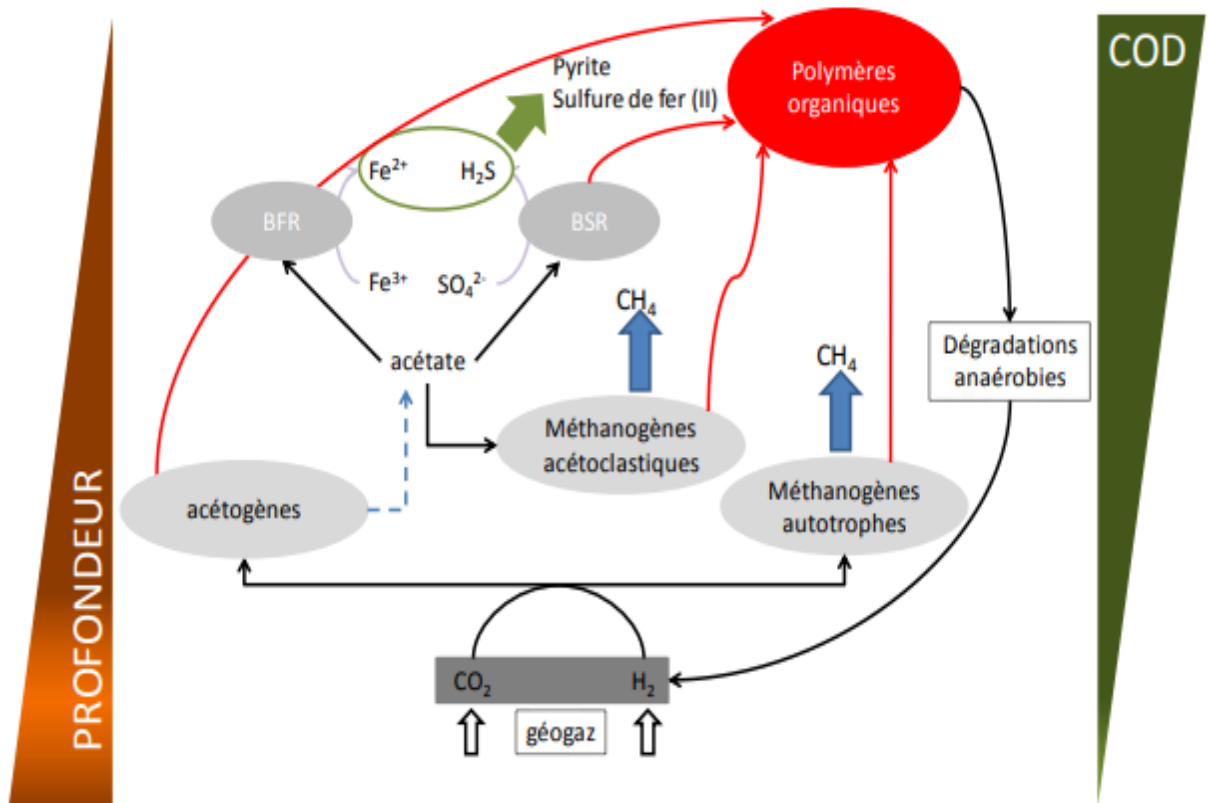 COD
Polymères
organiques
Pyrite
Sulfure de fer (II)
Fe²⁺ H₂S
BFR
BSR
Fe³⁺ SO₄²⁻
CH₄
acétate
CH₄
Dégradations
anaérobies
Méthanogènes
acétoclastiques
acétogènes
Méthanogènes
autotrophes
PROFONDEUR
CO₂ H₂
géogaz